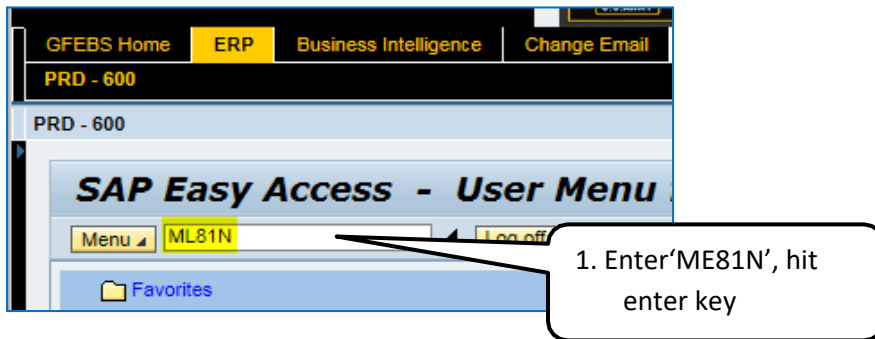 GFEBS Home ERP Business Intelligence Change Email
PRD - 600
PRD - 600
SAP Easy Access - User Menu
Menu ML81N Log off
Favorites
1. Enter‘ME81N’, hit
enter key